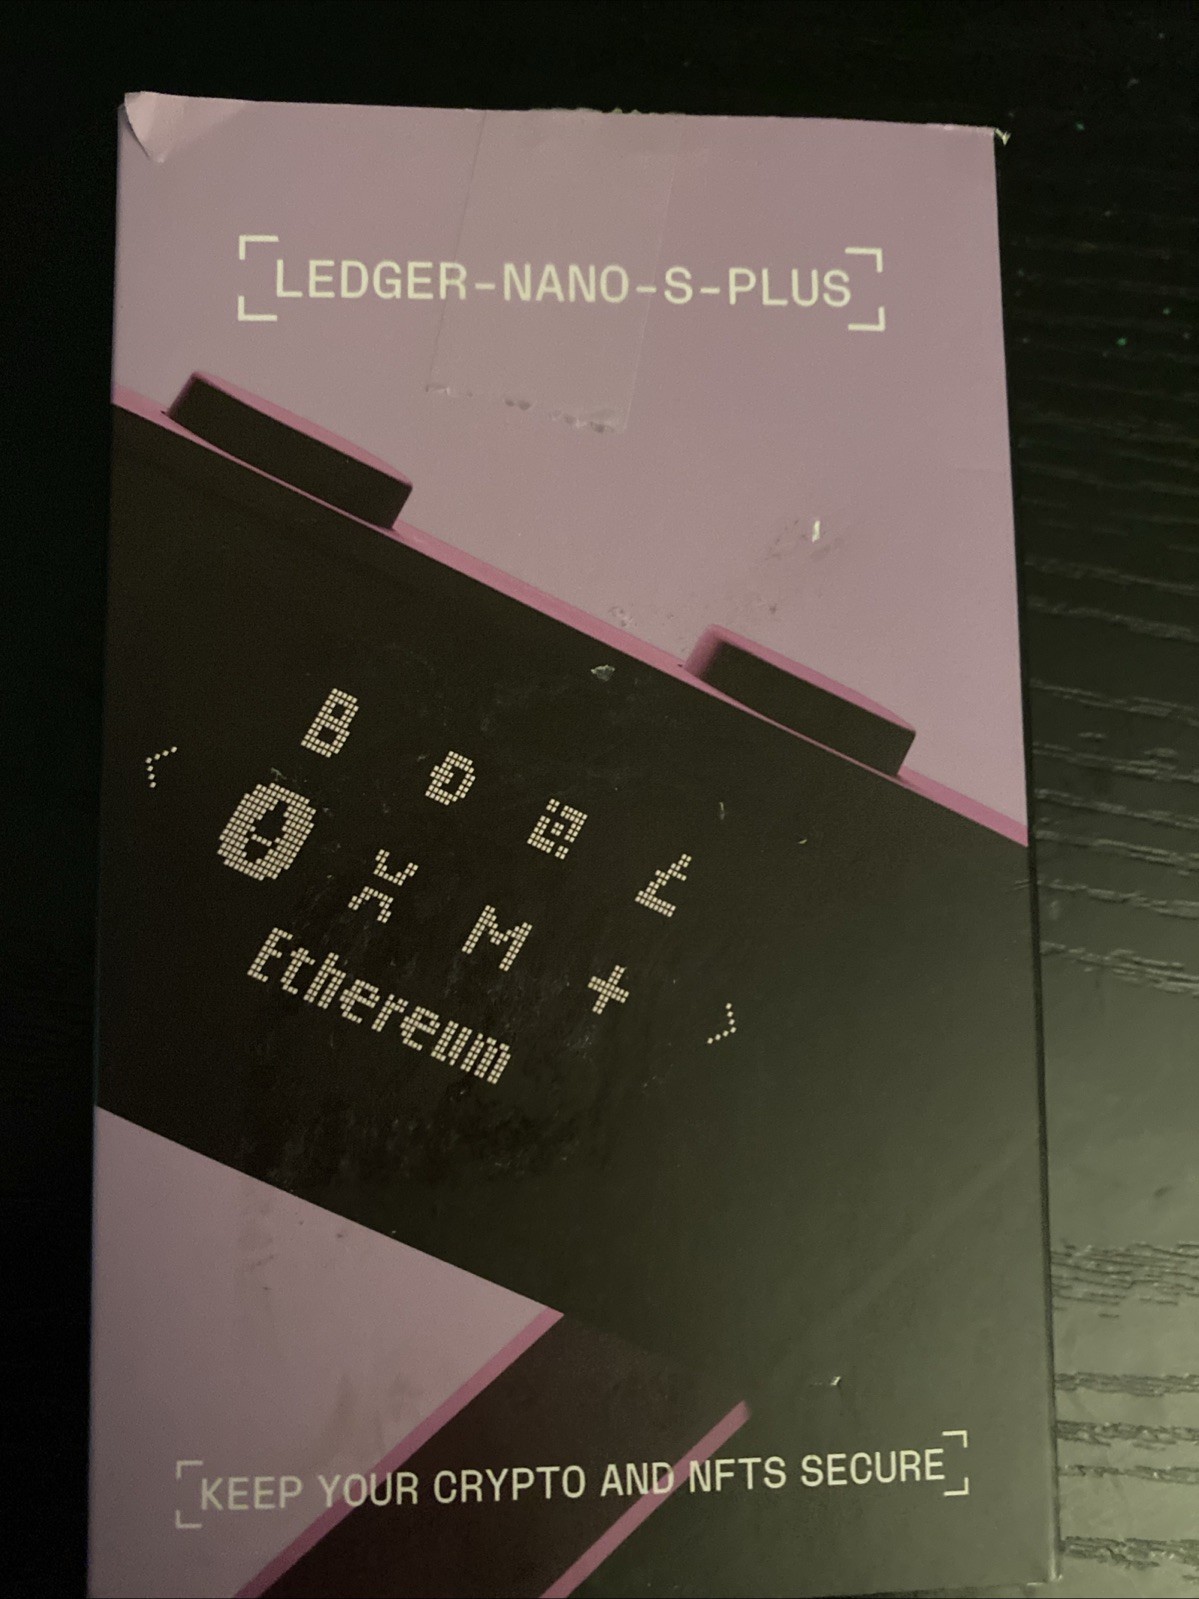 LEDGER-NANO-S-PLUS
B Đ Ł
M +
Ethereum
KEEP YOUR CRYPTO AND NFTS SECURE